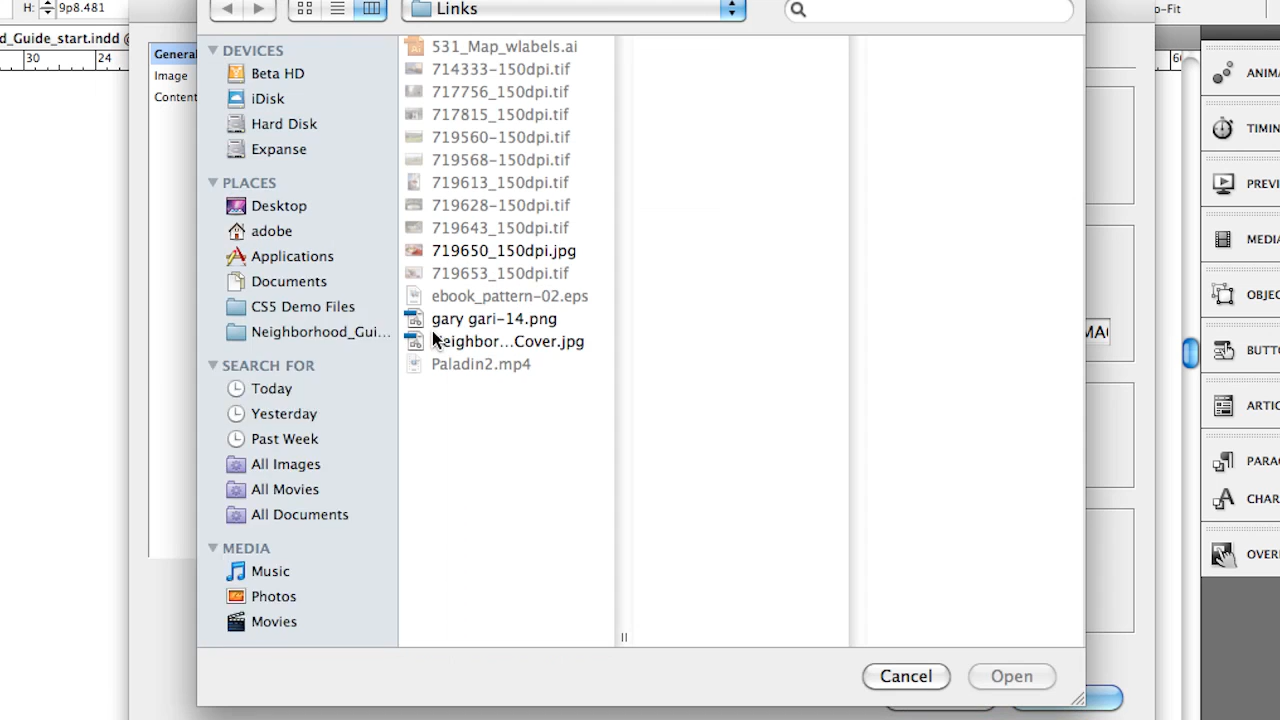 H: 9p8.481
Links
o-Fit
d_Guide_start.indd @
30 24
General
Image
Content
DEVICES
Beta HD
iDisk
Hard Disk
Expanse
PLACES
Desktop
adobe
Applications
Documents
CS5 Demo Files
Neighborhood_Gui...
SEARCH FOR
Today
Yesterday
Past Week
All Images
All Movies
All Documents
MEDIA
Music
Photos
Movies
531_Map_wlabels.ai
714333-150dpi.tif
717756_150dpi.tif
717815_150dpi.tif
719560-150dpi.tif
719568-150dpi.tif
719613_150dpi.tif
719628-150dpi.tif
719643_150dpi.tif
719650_150dpi.jpg
719653_150dpi.tif
ebook_pattern-02.eps
gary gari-14.png
eighbor...Cover.jpg
Paladin2.mp4
Cancel
Open
MA
ANIMA
TIMIN
PREVI
MEDIA
OBJEC
BUTTO
ARTIC
PARAC
CHAR
OVER